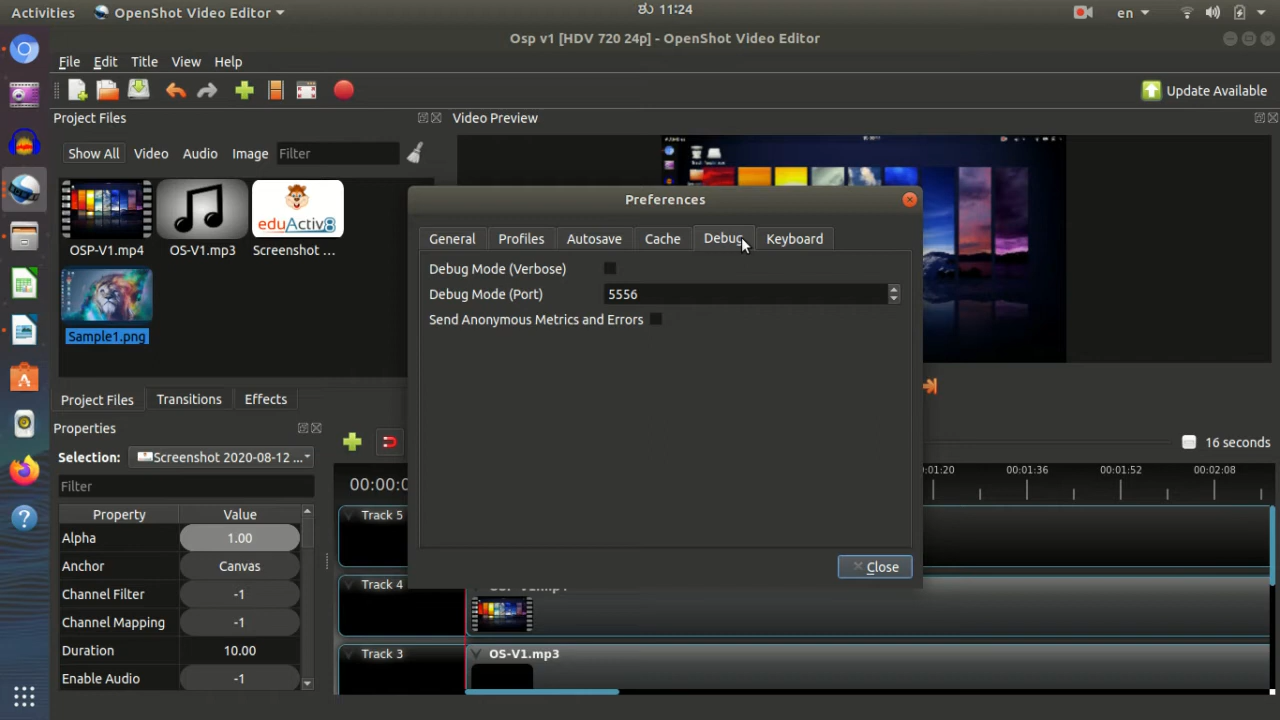 Activities
OpenShot Video Editor
ಶು 11:24
en
Osp v1 [HDV 720 24p] - OpenShot Video Editor
File Edit Title View Help
Update Available
Project Files
Video Preview
Show All Video Audio Image Filter
eduActiv8
OSP-V1.mp4
OS-V1.mp3
Screenshot ...
Sample1.png
Project Files
Transitions
Effects
Properties
Selection: Screenshot 2020-08-12 ...
Filter
Property Value
Alpha 1.00
Anchor Canvas
Channel Filter -1
Channel Mapping -1
Duration 10.00
Enable Audio -1
Preferences
General Profiles Autosave Cache Debug Keyboard
Debug Mode (Verbose)
Debug Mode (Port) 5556
Send Anonymous Metrics and Errors
Close
16 seconds
00:00:0
:01:20 00:01:36 00:01:52 00:02:08
Track 5
Track 4
Track 3
OS-V1.mp3